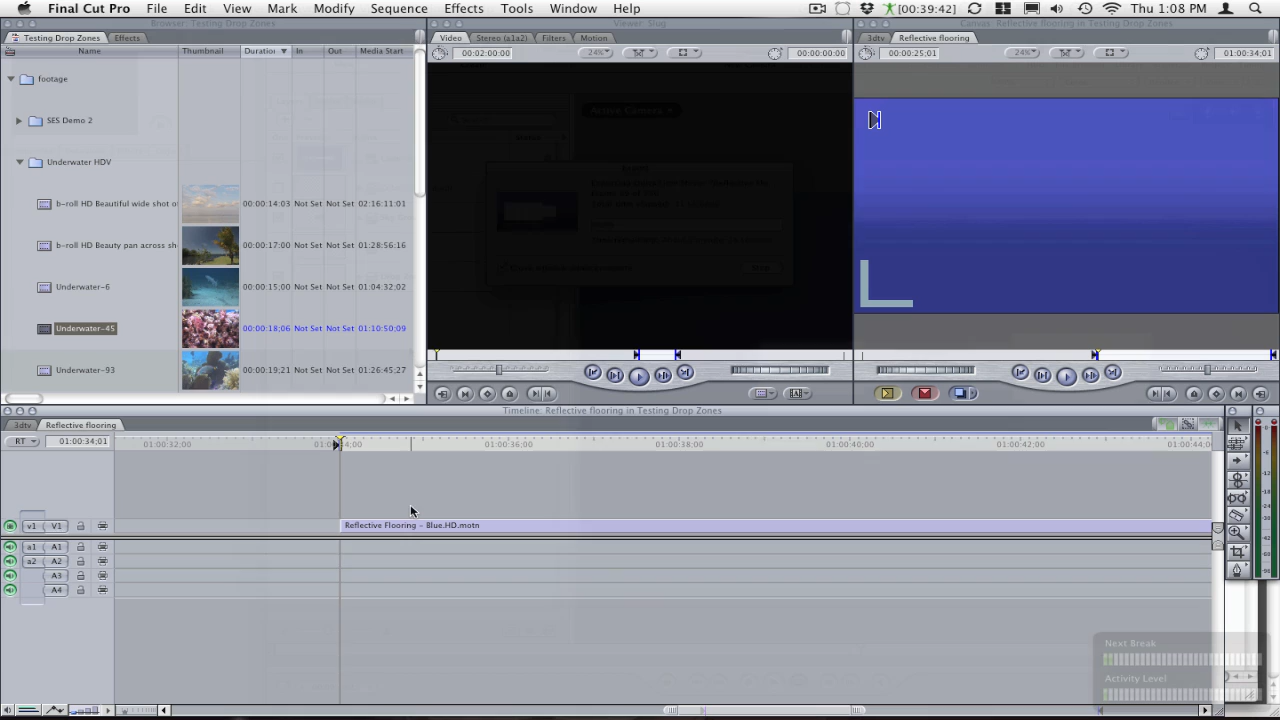 Final Cut Pro File Edit View Mark Modify Sequence Effects Tools Window Help [00:39:42] Thu 1:08 PM
Browser: Testing Drop Zones
Viewer: Slug
Canvas: Reflective flooring in Testing Drop Zones
Testing Drop Zones Effects
Video Stereo (a1a2) Filters Motion
3dtv Reflective flooring
Name Thumbnail Duration In Out Media Start
00:02:00:00 24% 00:00:00:00
00:00:25;01 24% 01:00:34;01
footage
SES Demo 2
Active Camera
Underwater HDV
b-roll HD Beautiful wide shot o 00:00:14:03 Not Set Not Set 02:16:11:01
b-roll HD Beauty pan across sh 00:00:17:00 Not Set Not Set 01:28:56:16
Underwater-6 00:00:15;00 Not Set Not Set 01:04:32:02
Underwater-45 00:00:18;06 Not Set Not Set 01:10:50;09
Underwater-93 00:00:19;21 Not Set Not Set 01:26:45;27
Timeline: Reflective flooring in Testing Drop Zones
3dtv Reflective flooring
RT 01:00:34;01 01:00:32;00 01:00:34;00 01:00:36;00 01:00:38;00 01:00:40;00 01:00:42;00 01:00:44;00
v1 V1 Reflective Flooring - Blue.HD.motn
a1 A1
a2 A2
A3
A4
Next Break
Activity Level